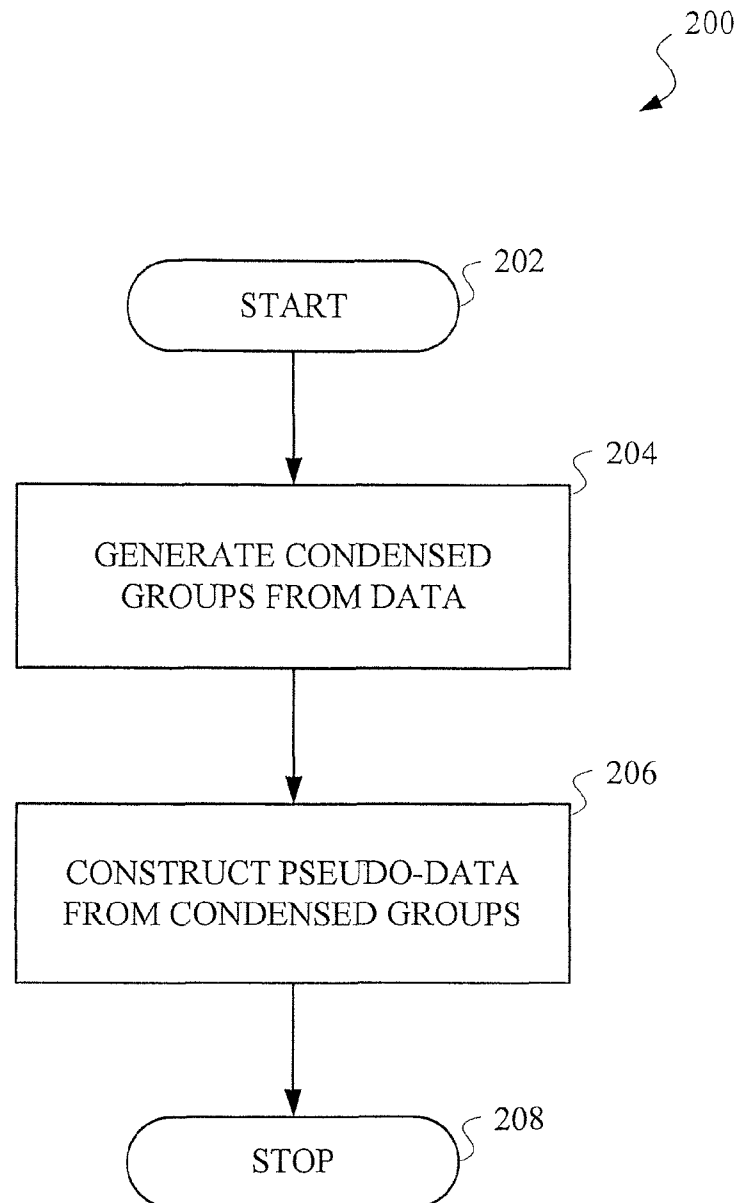 200
202
START
204
GENERATE CONDENSED
GROUPS FROM DATA
206
CONSTRUCT PSEUDO-DATA
FROM CONDENSED GROUPS
208
STOP